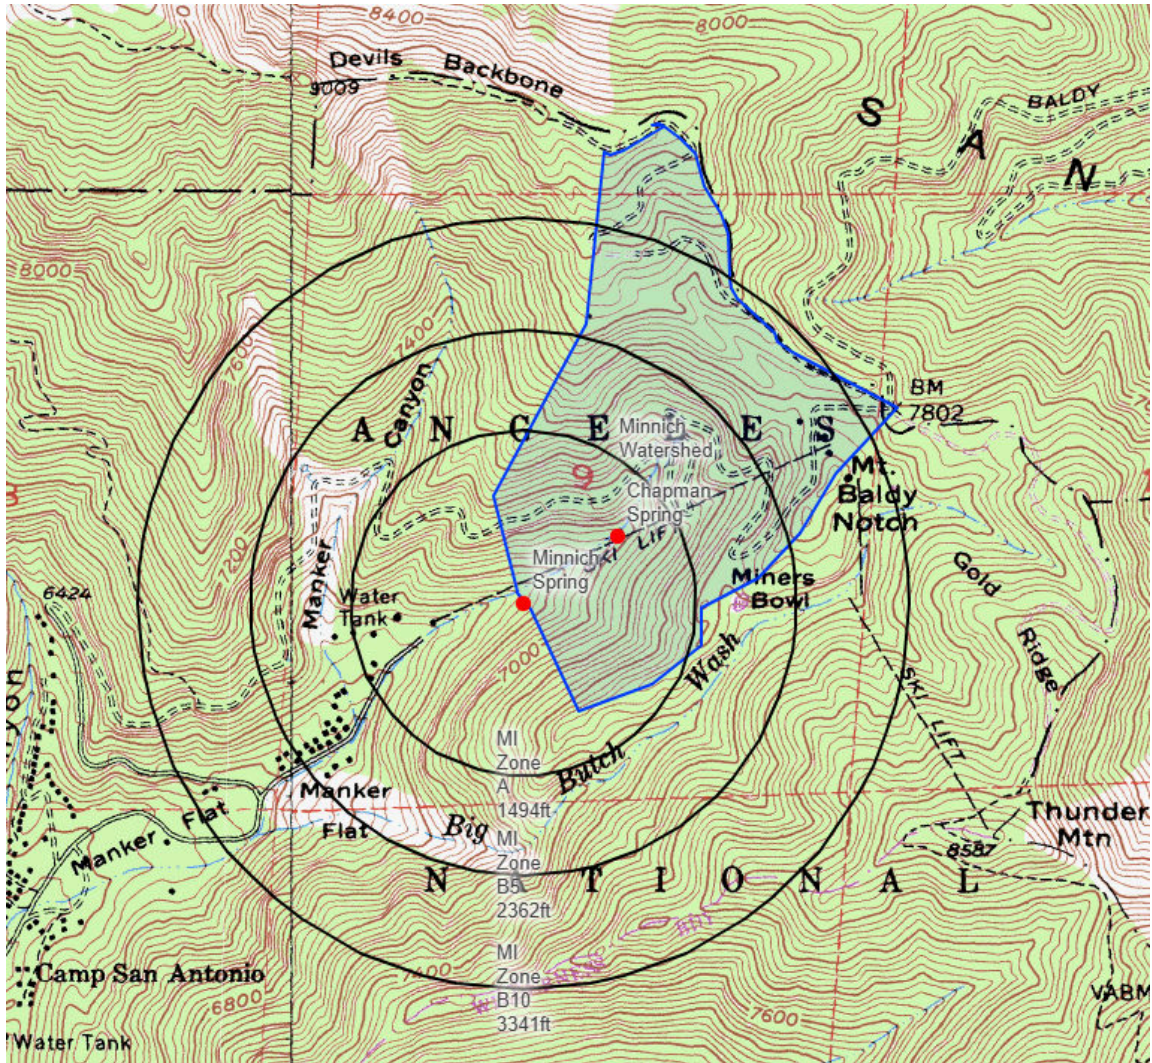 8400
8000
Devils Backbone
9009
BALDY
S
A
N
8000
7400
7600
Canyon
BM
7802
A N G E L E S
Minnich
Watershed
9
Mt.
Baldy
Notch
Chapman
Spring
SKI LIFT
7200
Minnich
Spring
Miners
Bowl
Gold
Ridge
6424
Manker
Water
Tank
7000
Wash
SKI LIFT
MI
Zone
A
1494ft
Butch
Manker
Flat
Manker Flat
Big
MI
Zone
B5
2362ft
Thunder
Mtn
8587
N A T I O N A L
MI
Zone
B10
3341ft
Camp San Antonio
6800
7600
VABM
Water Tank